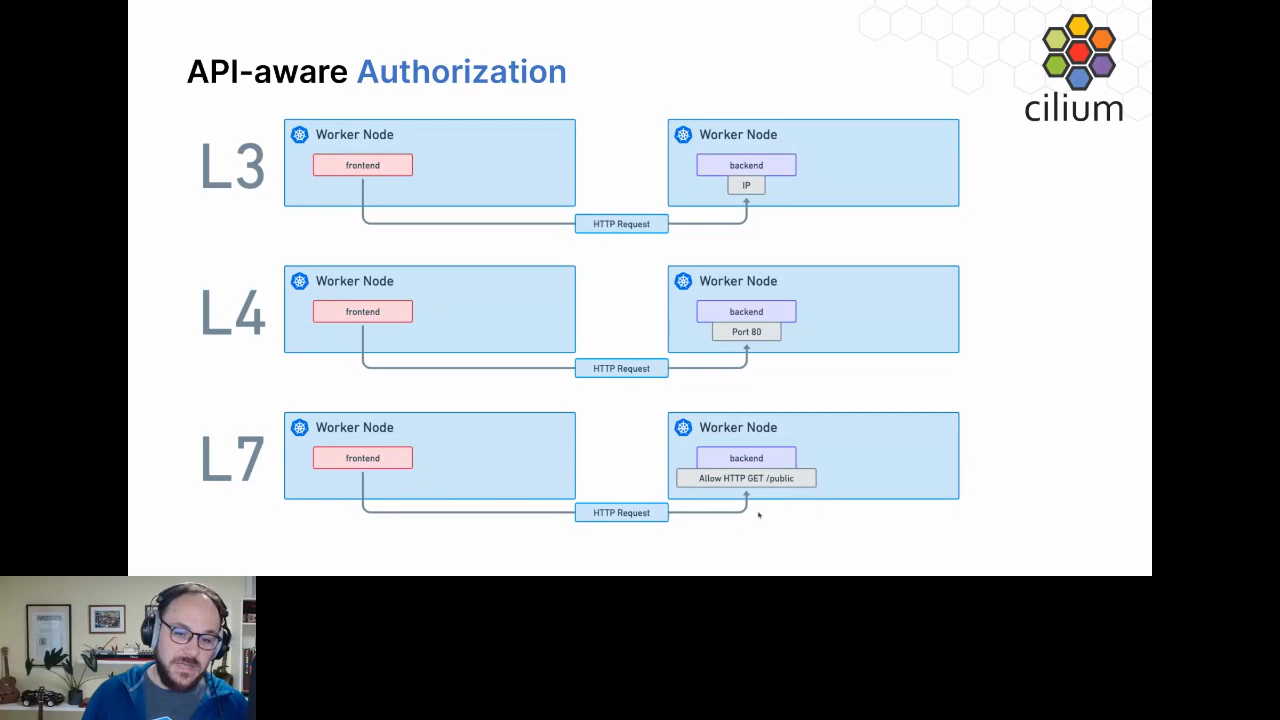 API-aware Authorization
cilium
L3
Worker Node
frontend
Worker Node
backend
IP
HTTP Request
L4
Worker Node
frontend
Worker Node
backend
Port 80
HTTP Request
L7
Worker Node
frontend
Worker Node
backend
Allow HTTP GET /public
HTTP Request